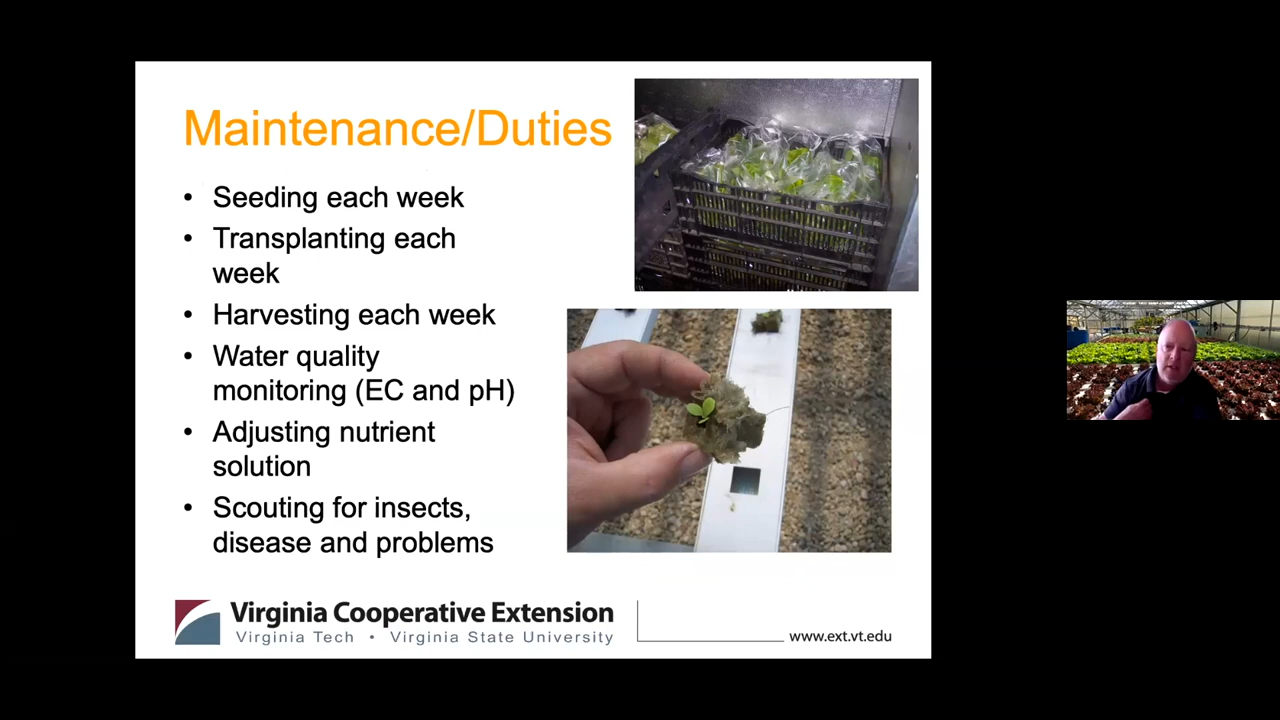 Maintenance/Duties
• Seeding each week
• Transplanting each
week
• Harvesting each week
• Water quality
monitoring (EC and pH)
• Adjusting nutrient
solution
• Scouting for insects,
disease and problems
Virginia Cooperative Extension
Virginia Tech • Virginia State University
www.ext.vt.edu